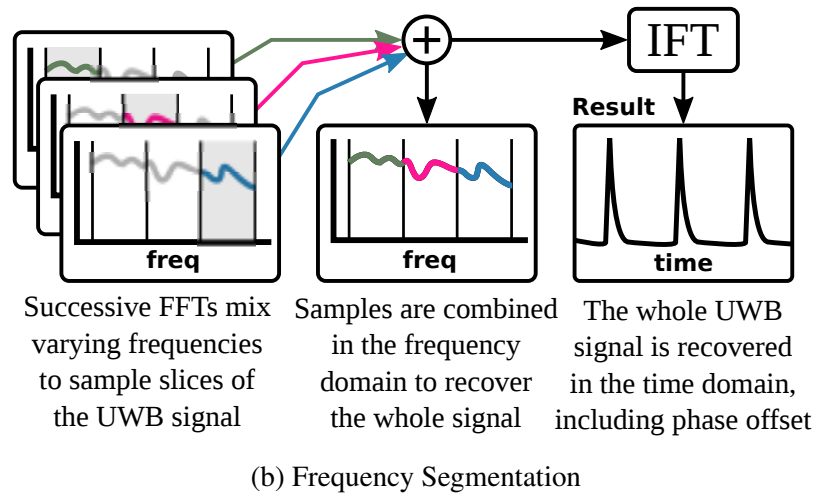 +
IFT
Result
freq
freq
time
Successive FFTs mix
varying frequencies
to sample slices of
the UWB signal
Samples are combined
in the frequency
domain to recover
the whole signal
The whole UWB
signal is recovered
in the time domain,
including phase offset
(b) Frequency Segmentation